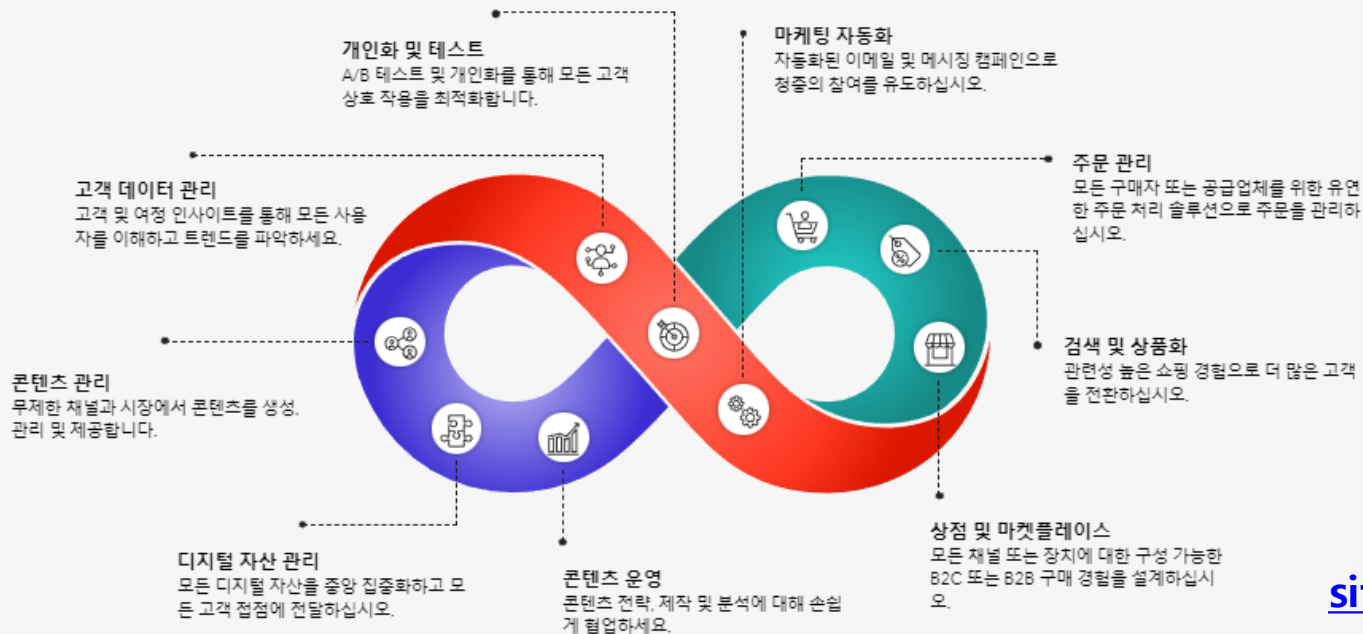 개인화 및 테스트
A/B 테스트 및 개인화를 통해 모든 고객
상호 작용을 최적화합니다.
마케팅 자동화
자동화된 이메일 및 메시징 캠페인으로
청중의 참여를 유도하십시오.
고객 데이터 관리
고객 및 여정 인사이트를 통해 모든 사용
자를 이해하고 트렌드를 파악하세요.
주문 관리
모든 구매자 또는 공급업체를 위한 유연
한 주문 처리 솔루션으로 주문을 관리하
십시오.
콘텐츠 관리
무제한 채널과 시장에서 콘텐츠를 생성,
관리 및 제공합니다.
검색 및 상품화
관련성 높은 쇼핑 경험으로 더 많은 고객
을 전환하십시오.
디지털 자산 관리
모든 디지털 자산을 중앙 집중화하고 모
든 고객 접점에 전달하십시오.
콘텐츠 운영
콘텐츠 전략, 제작 및 분석에 대해 손쉽
게 협업하세요.
상점 및 마켓플레이스
모든 채널 또는 장치에 대한 구성 가능한
B2C 또는 B2B 구매 경험을 설계하십시
오.